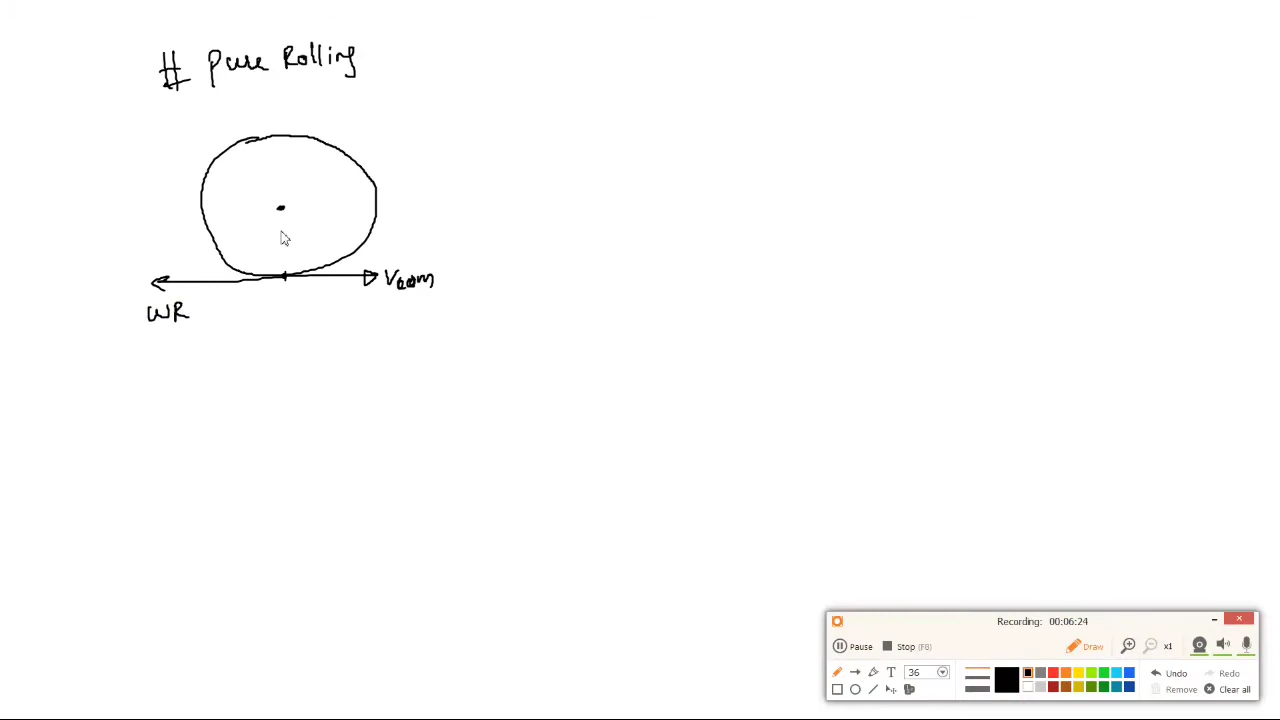 # Pure Rolling
Vcom
WR
Recording: 00:06:24
Pause Stop (F8) Draw x1
T 36 Undo Redo
Remove Clear all